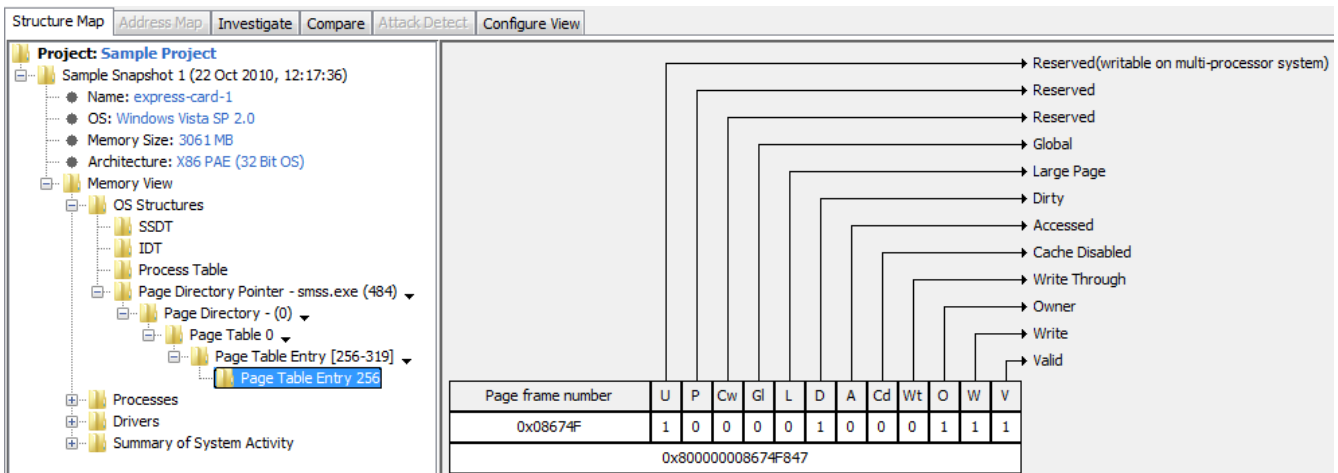 Structure Map Address Map Investigate Compare Attack Detect Configure View
Project: Sample Project
Sample Snapshot 1 (22 Oct 2010, 12:17:36)
Name: express-card-1
OS: Windows Vista SP 2.0
Memory Size: 3061 MB
Architecture: X86 PAE (32 Bit OS)
Memory View
OS Structures
SSDT
IDT
Process Table
Page Directory Pointer - smss.exe (484)
Page Directory - (0)
Page Table 0
Page Table Entry [256-319]
Page Table Entry 256
Processes
Drivers
Summary of System Activity
Reserved(writable on multi-processor system)
Reserved
Reserved
Global
Large Page
Dirty
Accessed
Cache Disabled
Write Through
Owner
Write
Valid
Page frame number U P Cw Gl L D A Cd Wt O W V
0x08674F 1 0 0 0 0 1 0 0 0 1 1 1
0x800000008674F847